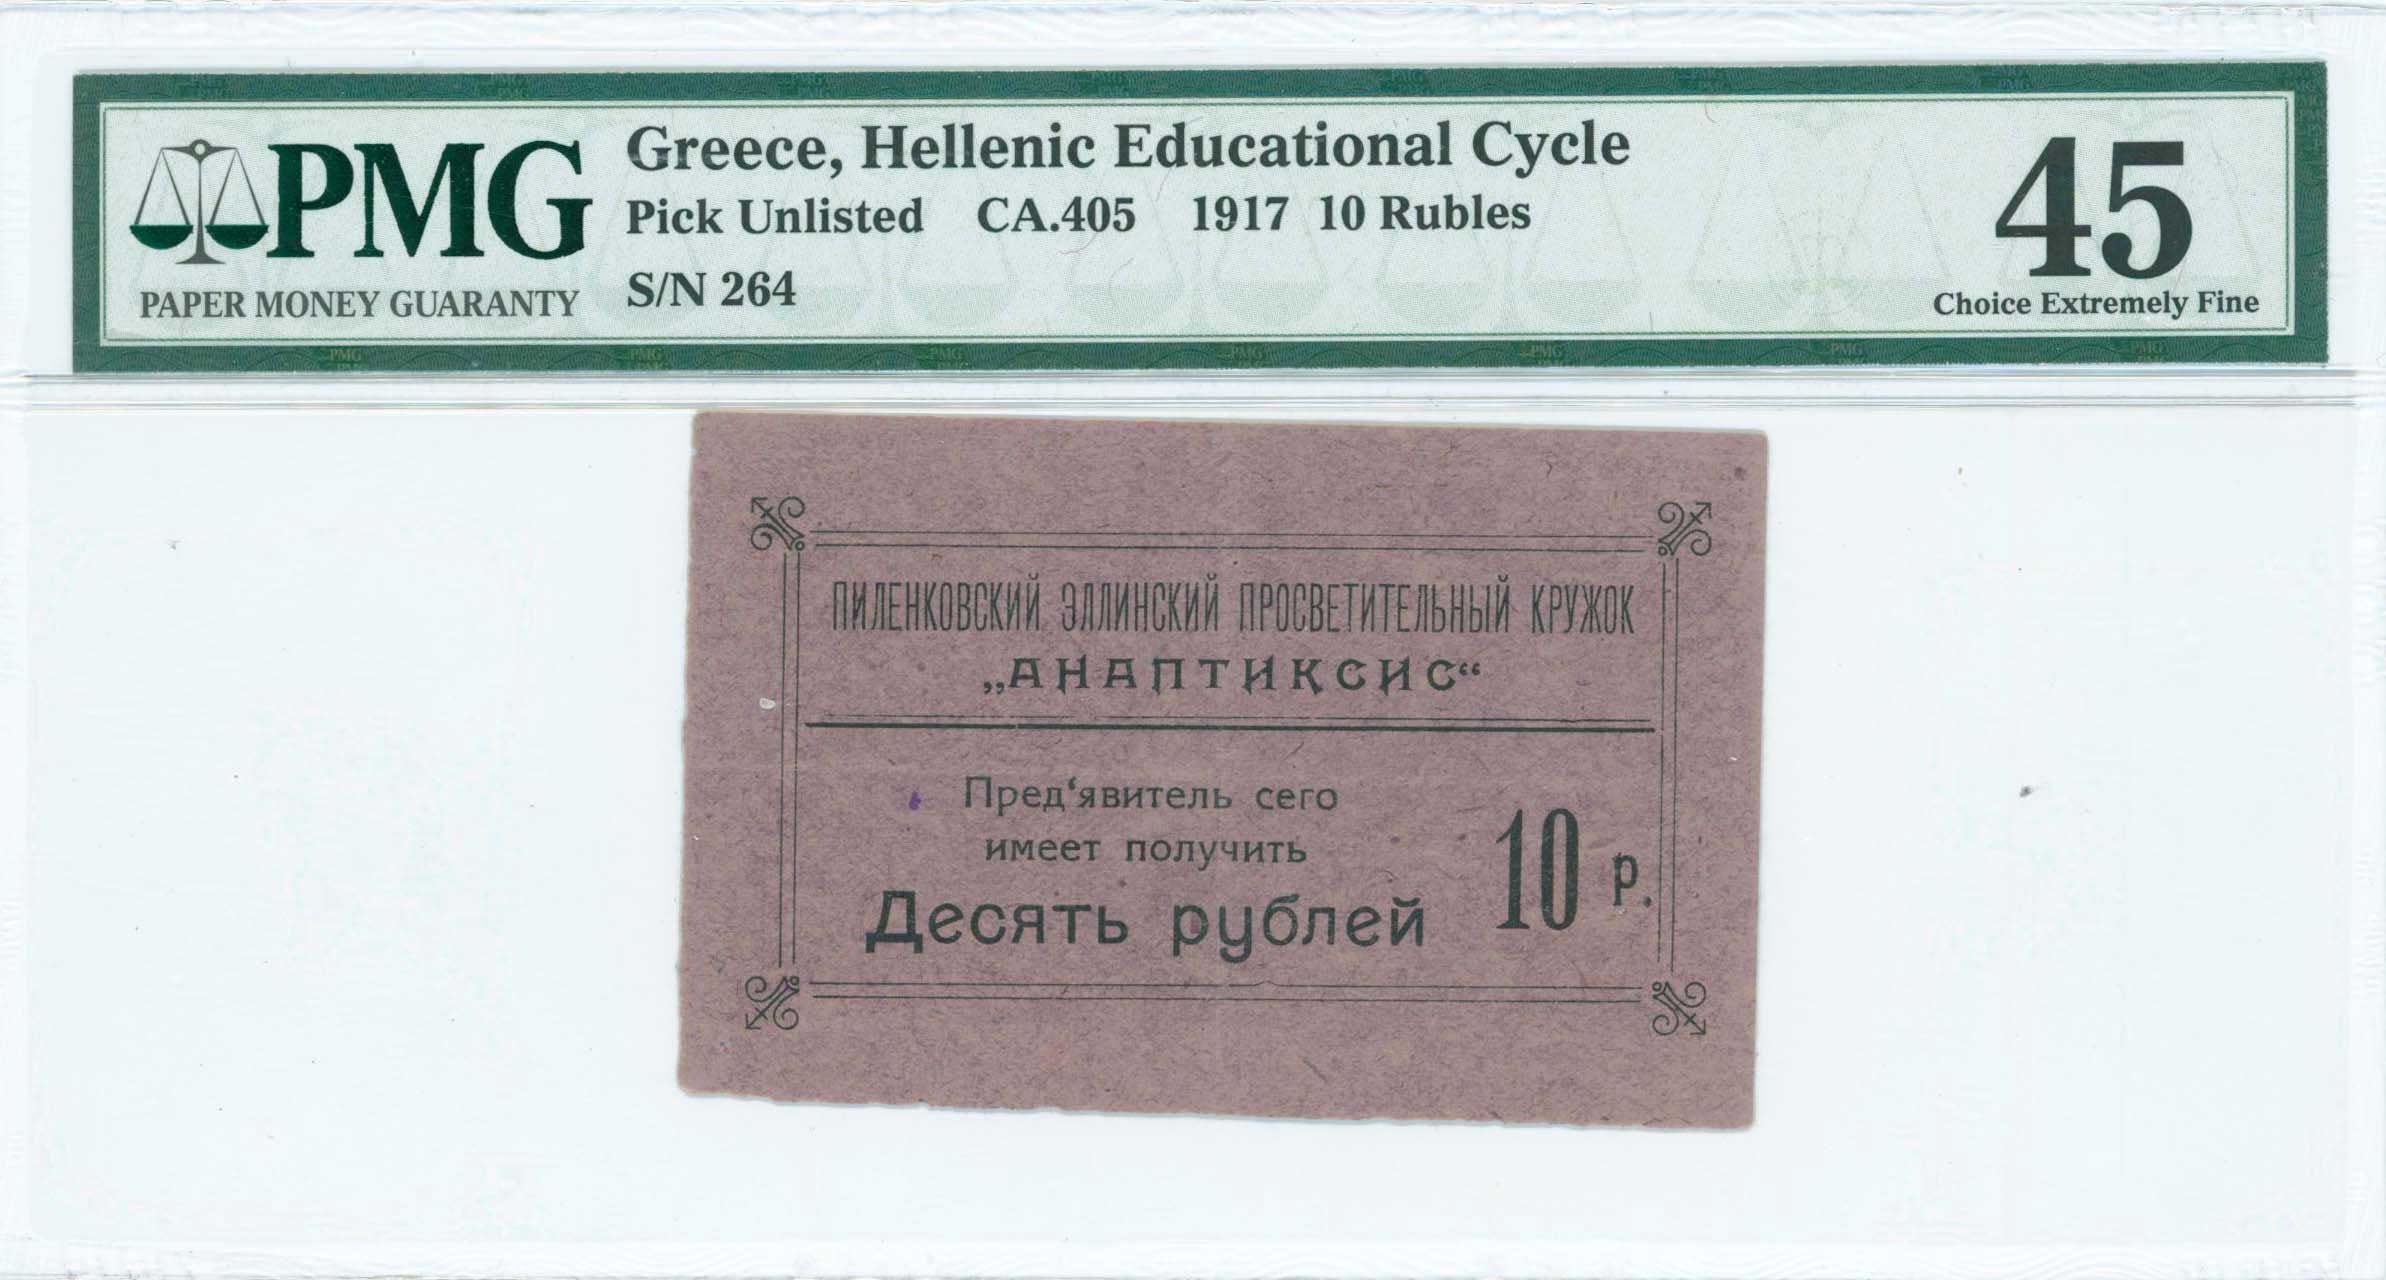 PMG
PAPER MONEY GUARANTY
Greece, Hellenic Educational Cycle
Pick Unlisted CA.405 1917 10 Rubles
S/N 264
45
Choice Extremely Fine
ПИЛЕНКОВСКИЙ ЭЛЛИНСКИЙ ПРОСВЕТИТЕЛЬНЫЙ КРУЖОК
„АНАПТИКСИС“
Пред‘явитель сего
имеет получить
Десять рублей
10 р.